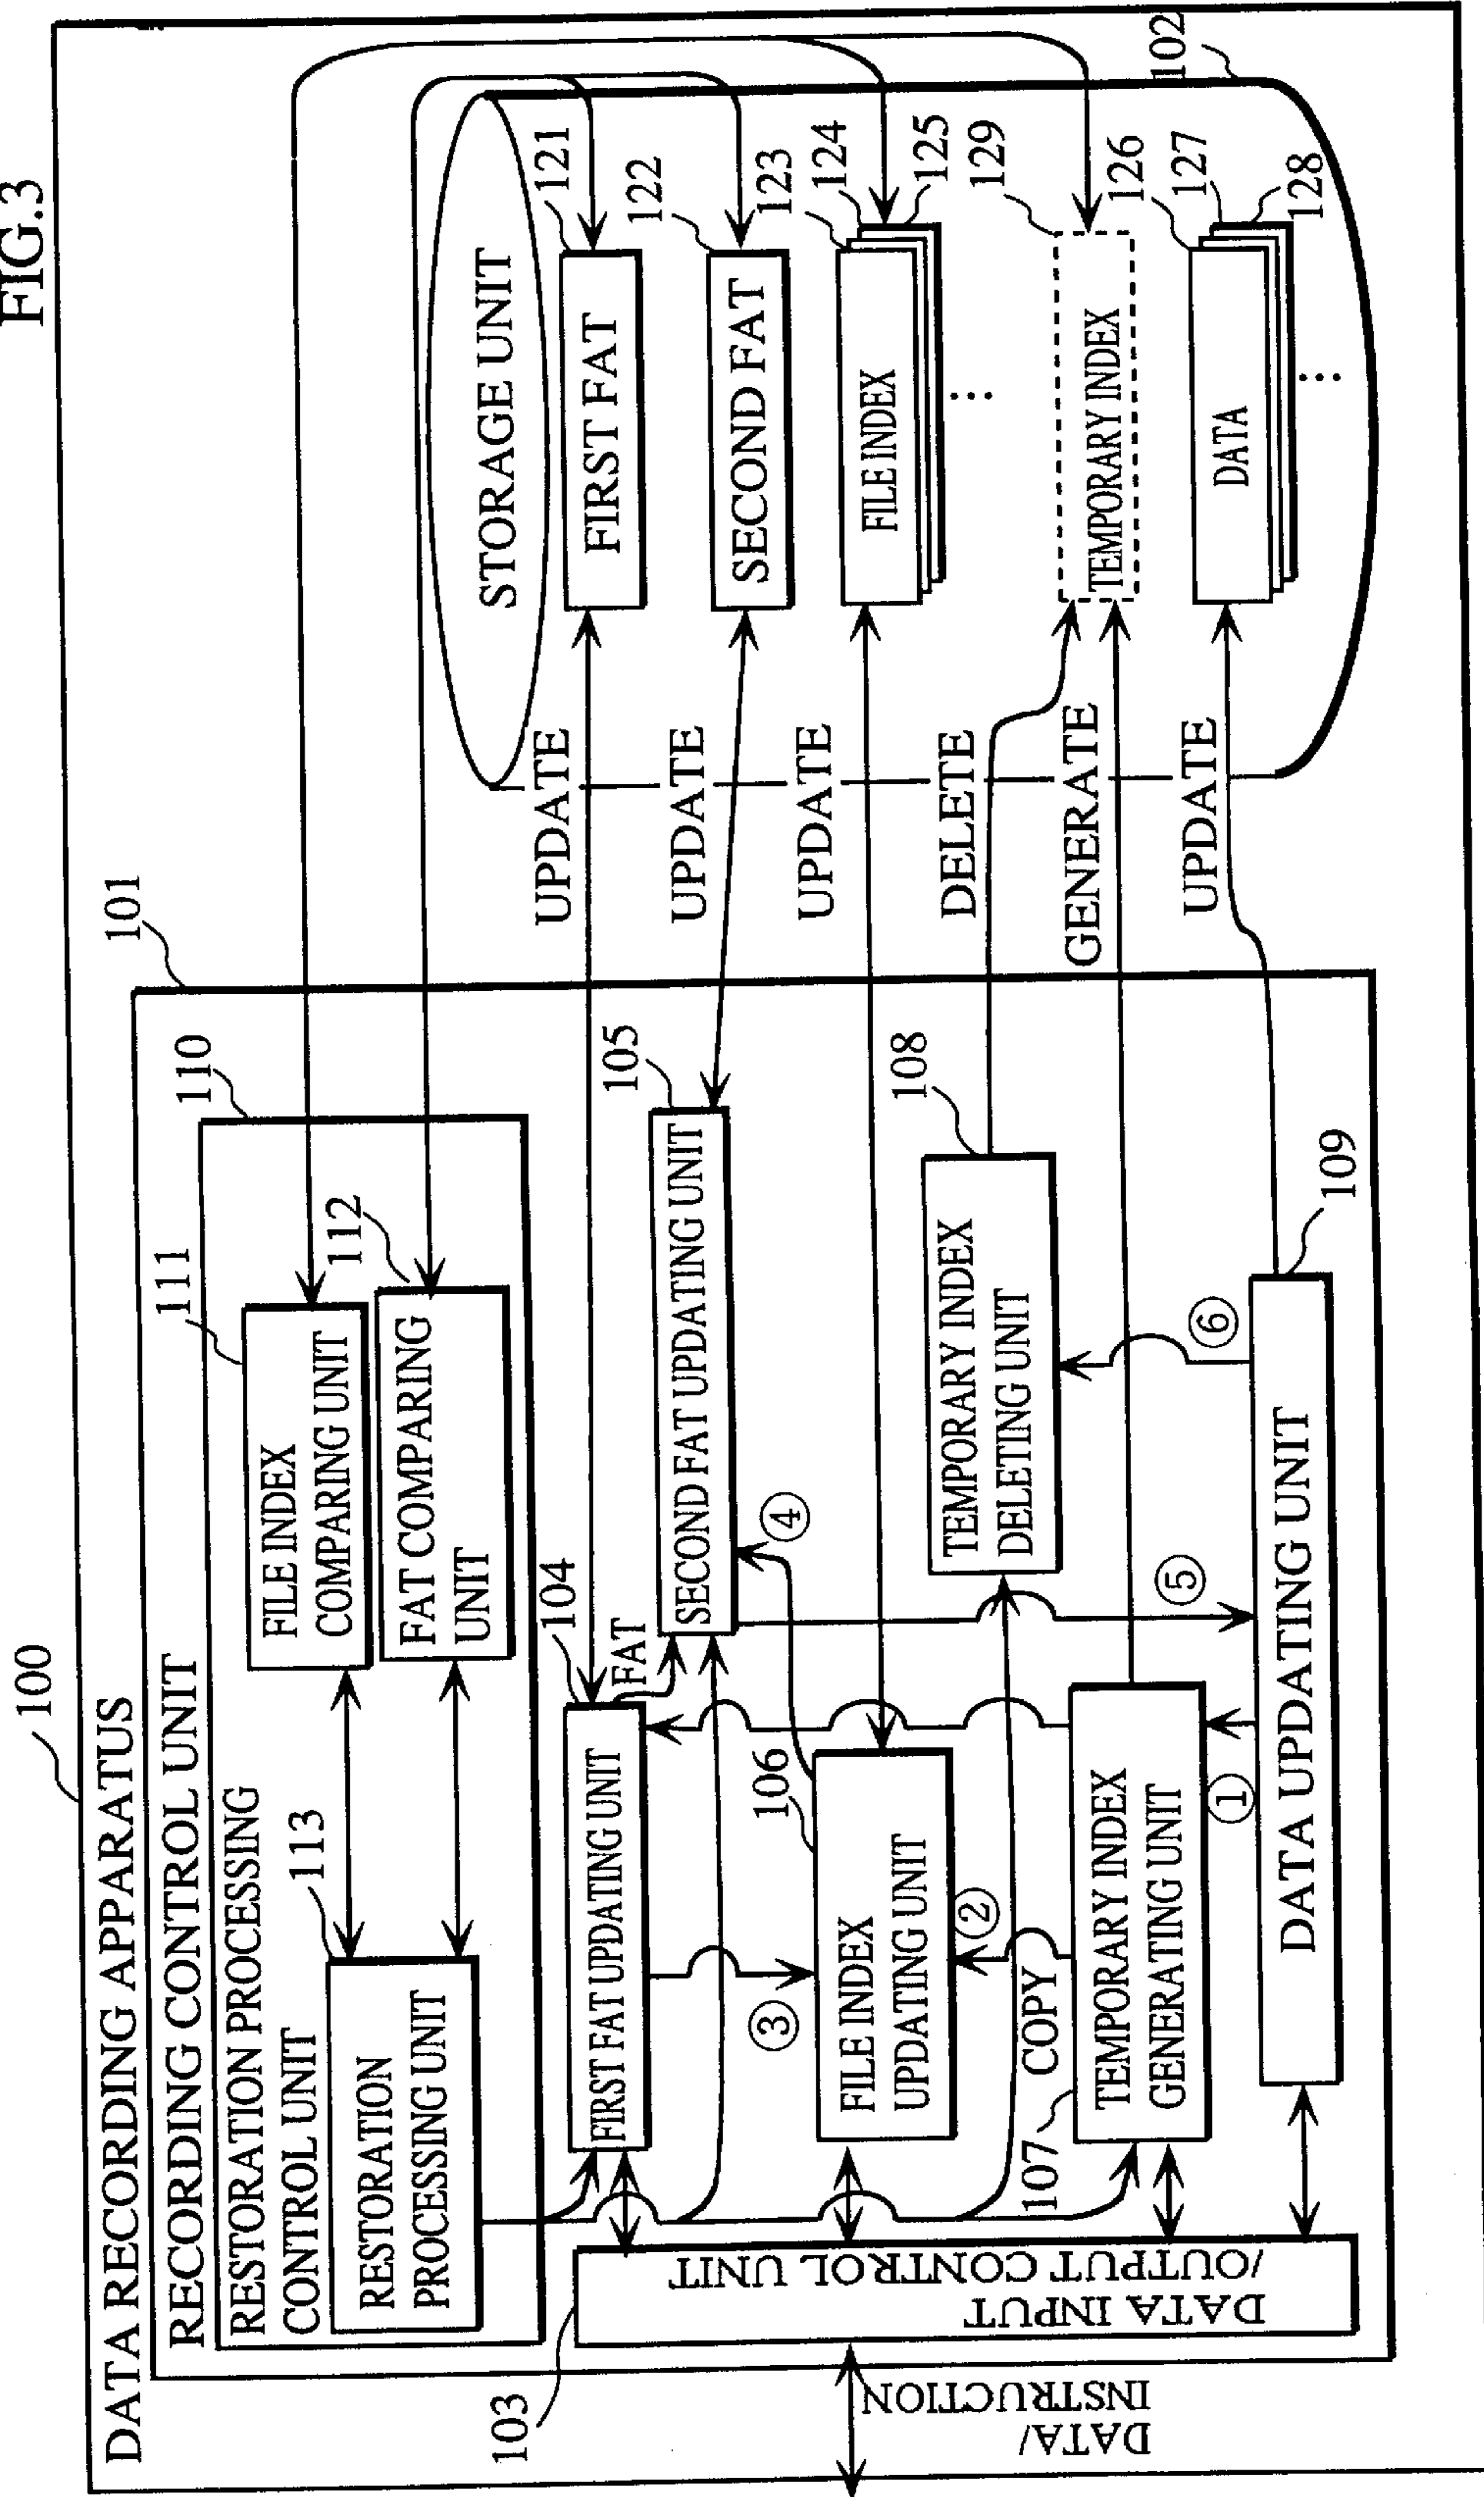 FIG.3
100
DATA RECORDING APPARATUS
101
RECORDING CONTROL UNIT
110
RESTORATION PROCESSING
CONTROL UNIT
113
RESTORATION
PROCESSING UNIT
111
FILE INDEX
COMPARING UNIT
112
FAT COMPARING
UNIT
104
FIRST FAT UPDATING UNIT
FAT
105
SECOND FAT UPDATING UNIT
④
③
106
FILE INDEX
UPDATING UNIT
②
COPY
107
TEMPORARY INDEX
GENERATING UNIT
①
108
TEMPORARY INDEX
DELETING UNIT
⑤
⑥
109
DATA UPDATING UNIT
103
DATA INPUT
/OUTPUT CONTROL UNIT
DATA/
INSTRUCTION
UPDATE
UPDATE
UPDATE
DELETE
GENERATE
UPDATE
102
STORAGE UNIT
121
FIRST FAT
122
SECOND FAT
123
124
125
FILE INDEX
...
129
TEMPORARY INDEX
126
127
128
DATA
...